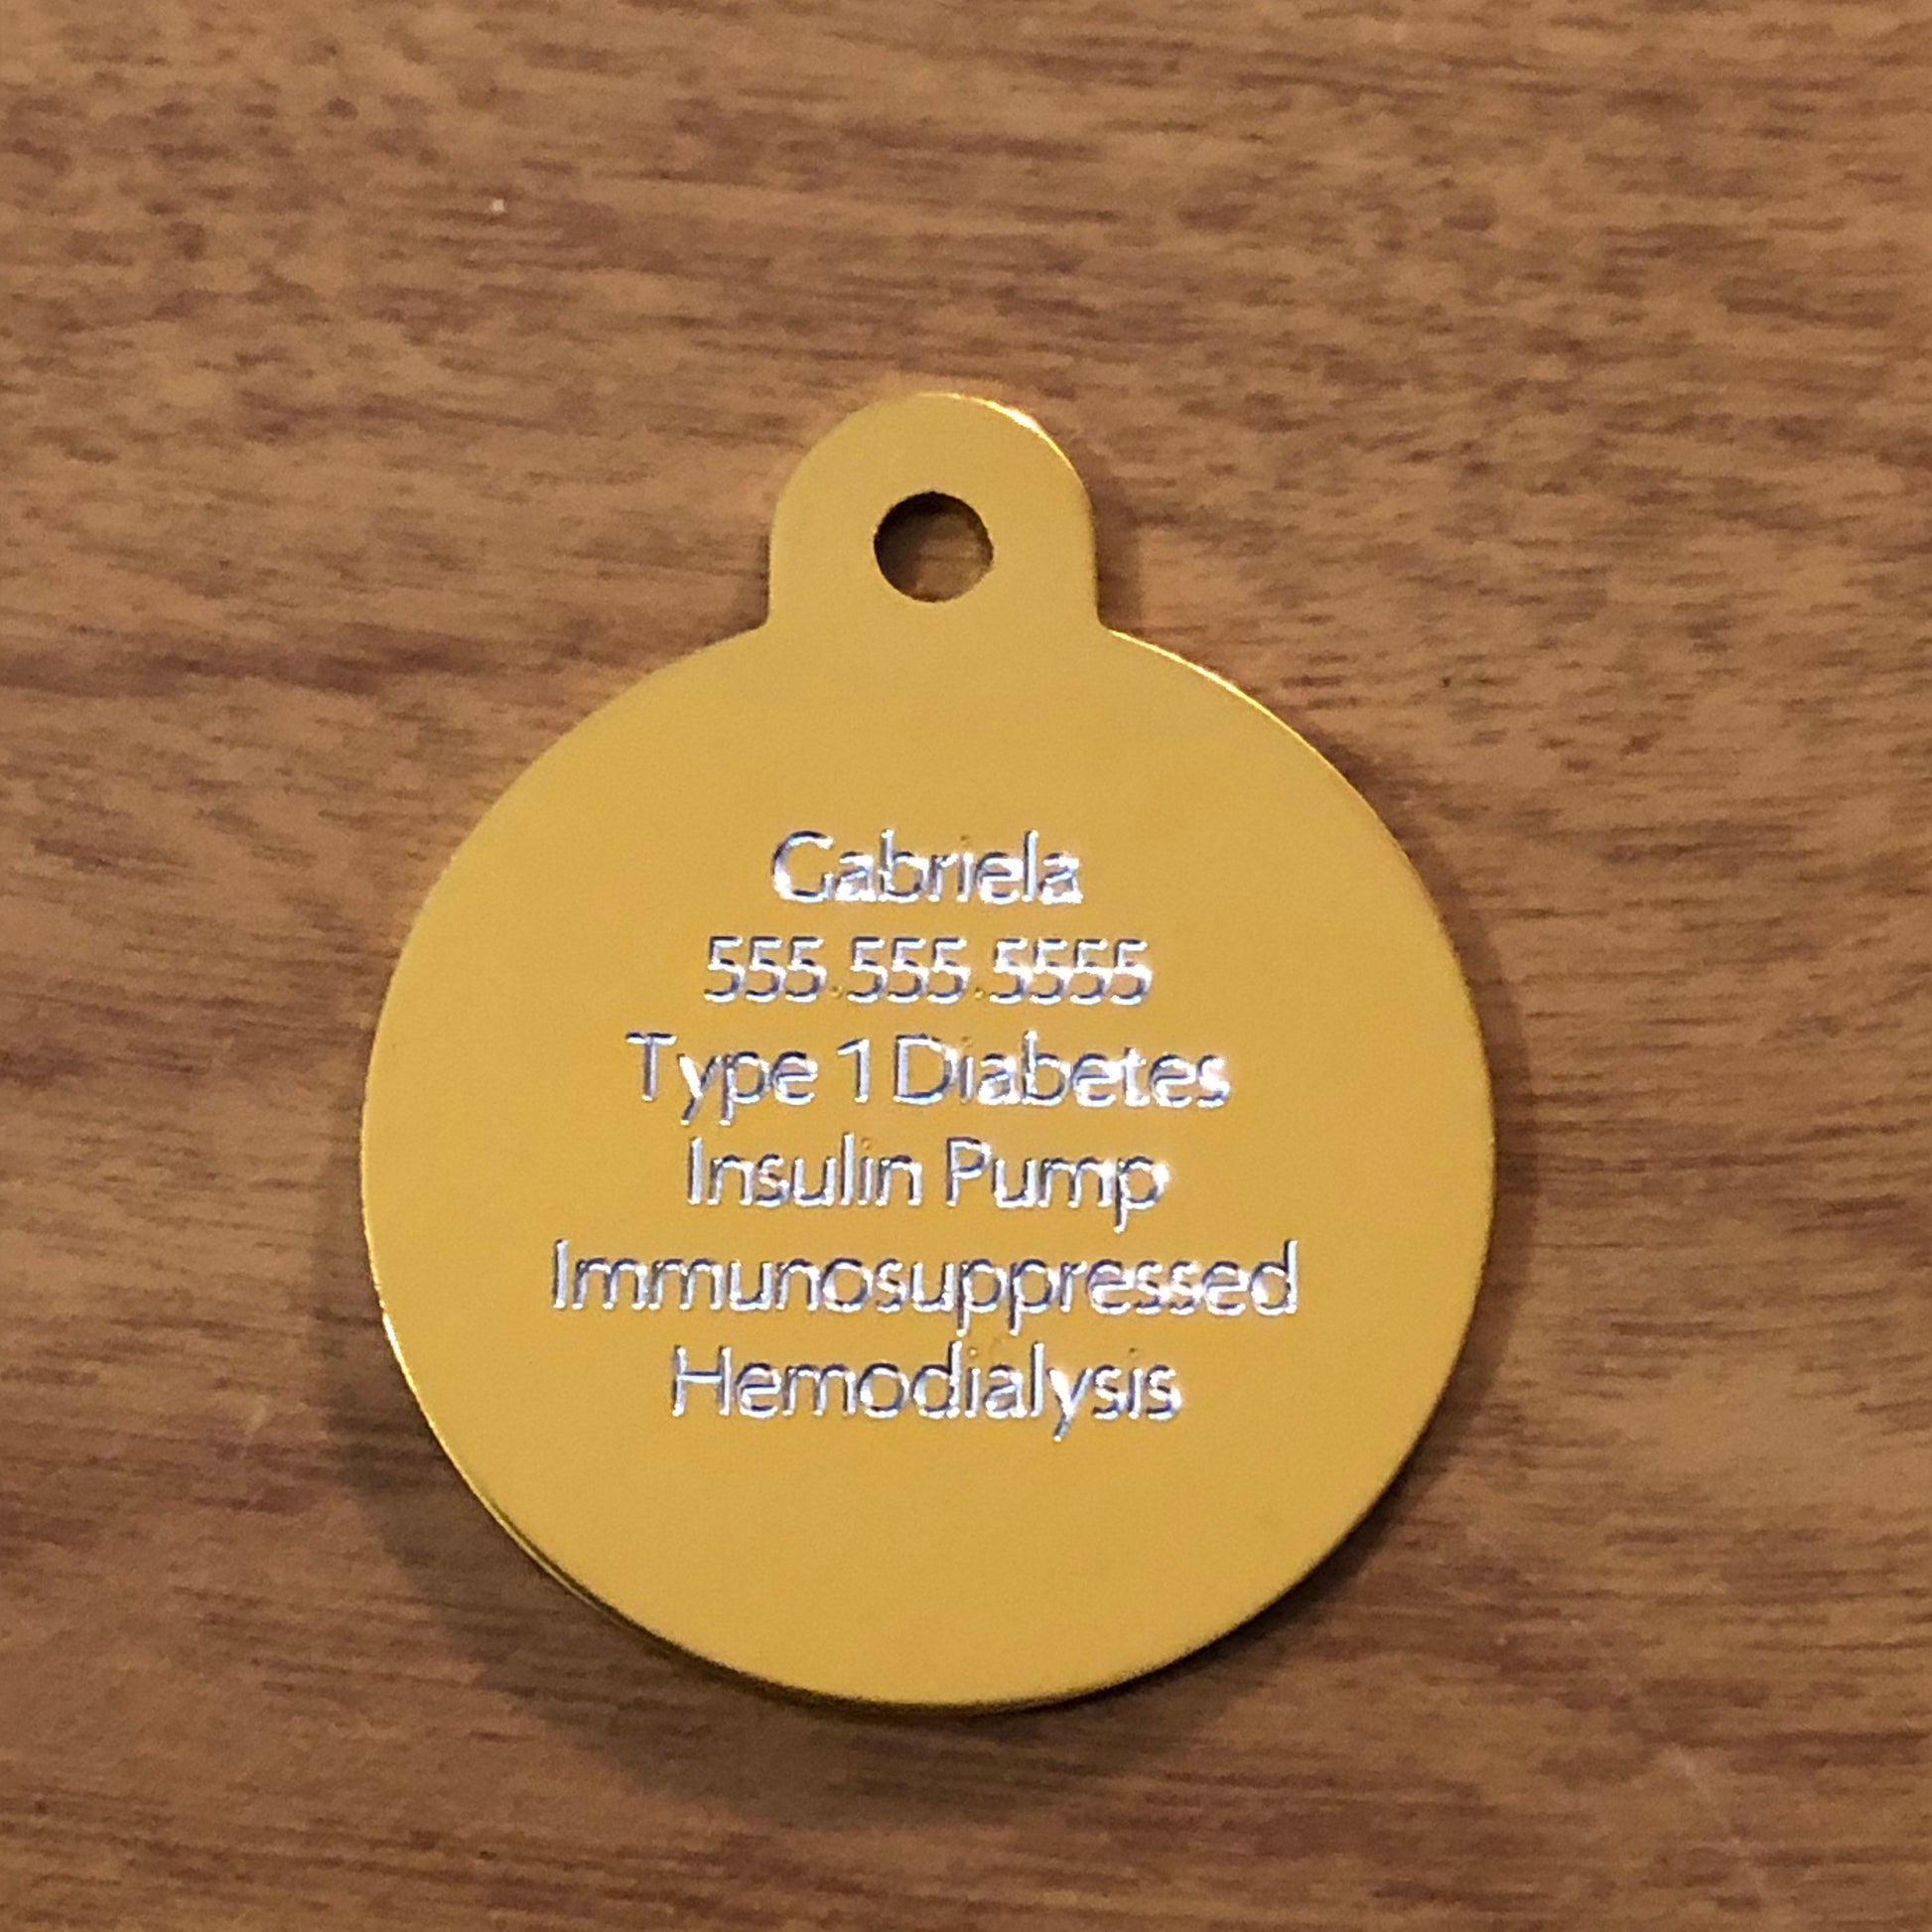 Gabriela
555.555.5555
Type 1 Diabetes
Insulin Pump
Immunosuppressed
Hemodialysis